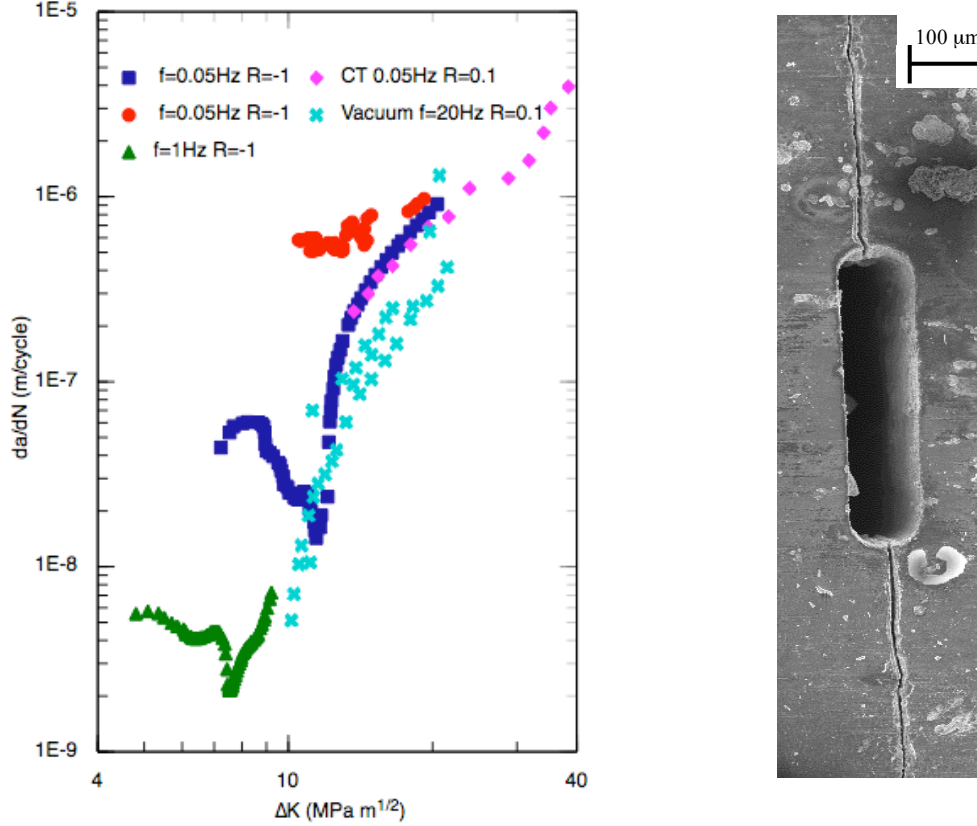 1E-5
f=0.05Hz R=-1
CT 0.05Hz R=0.1
f=0.05Hz R=-1
Vacuum f=20Hz R=0.1
f=1Hz R=-1
1E-6
1E-7
1E-8
1E-9
da/dN (m/cycle)
4
10
40
ΔK (MPa m^{1/2})
100 μm